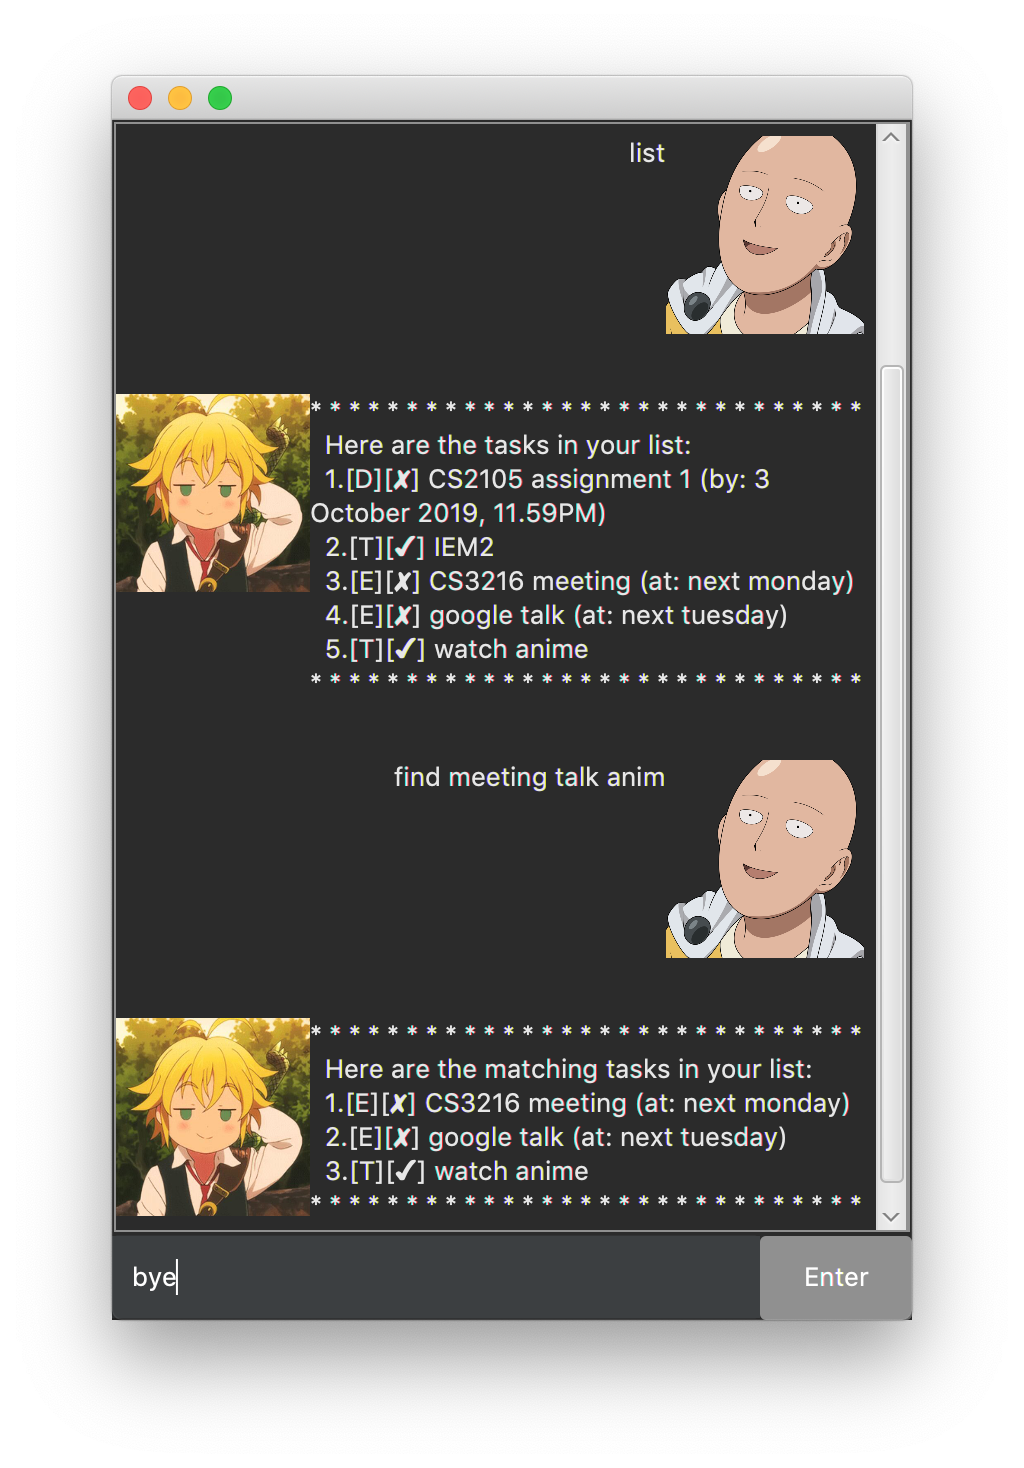 list
* * * * * * * * * * * * * * * * * * * * * * * * * * * * *
Here are the tasks in your list:
1.[D][✘] CS2105 assignment 1 (by: 3
October 2019, 11.59PM)
2.[T][✔] IEM2
3.[E][✘] CS3216 meeting (at: next monday)
4.[E][✘] google talk (at: next tuesday)
5.[T][✔] watch anime
* * * * * * * * * * * * * * * * * * * * * * * * * * * * *
find meeting talk anim
* * * * * * * * * * * * * * * * * * * * * * * * * * * * *
Here are the matching tasks in your list:
1.[E][✘] CS3216 meeting (at: next monday)
2.[E][✘] google talk (at: next tuesday)
3.[T][✔] watch anime
* * * * * * * * * * * * * * * * * * * * * * * * * * * * *
bye
Enter